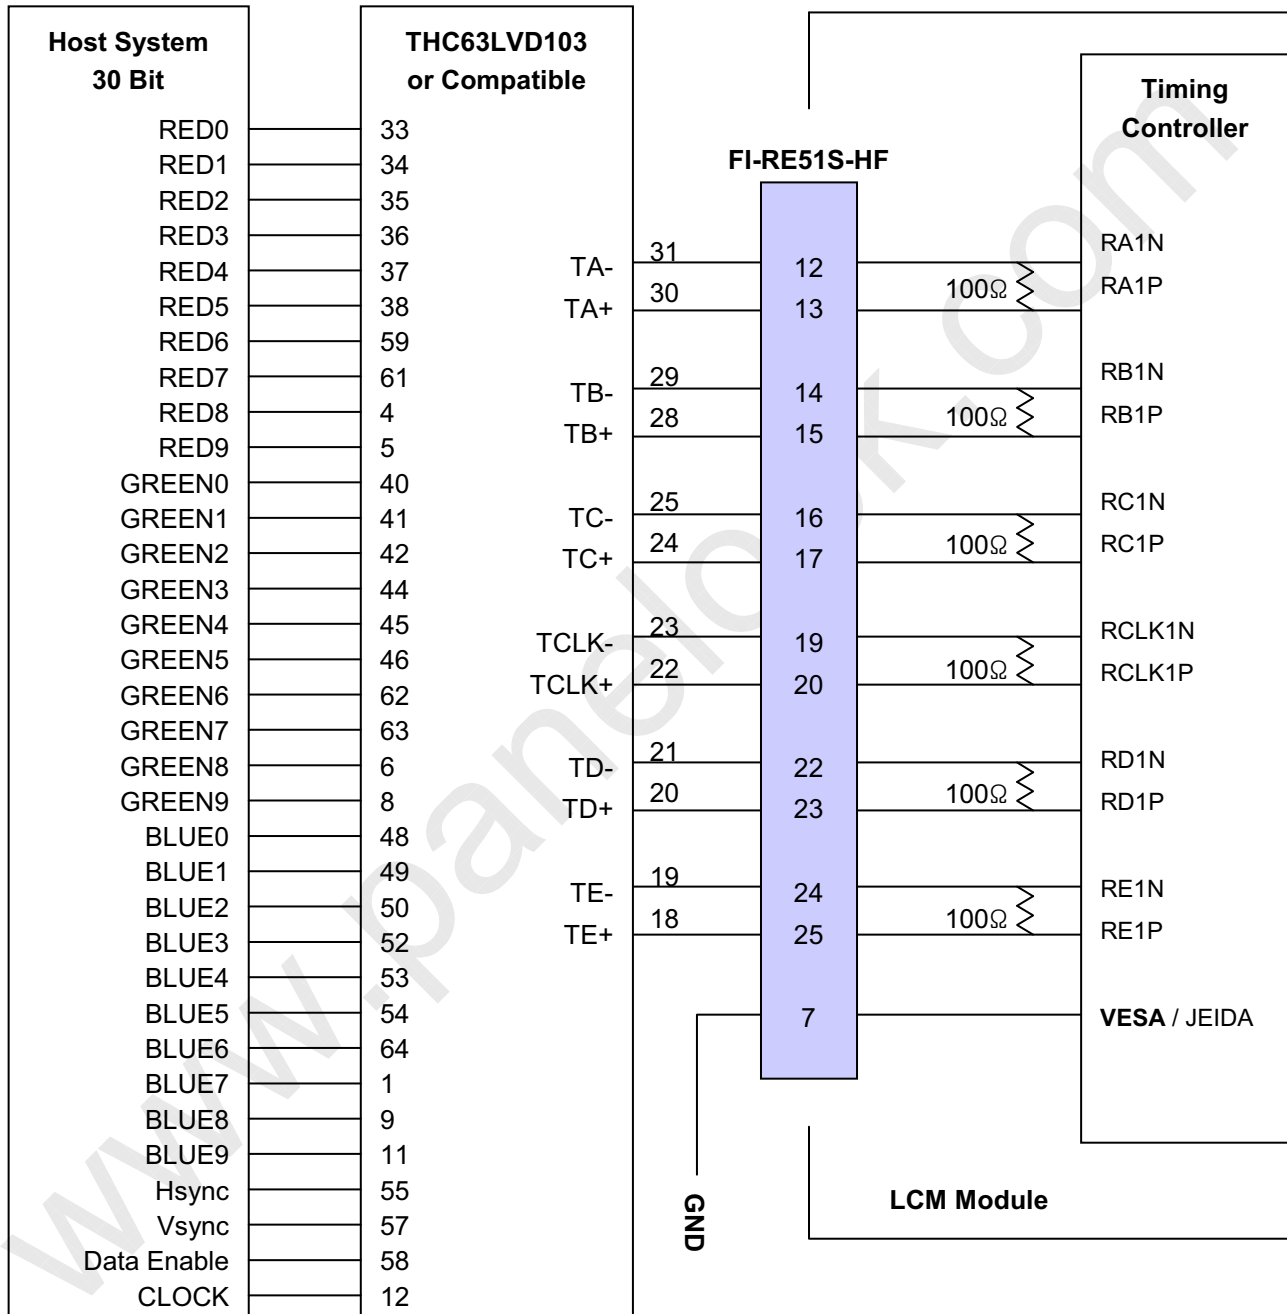 Host System
30 Bit
RED0
RED1
RED2
RED3
RED4
RED5
RED6
RED7
RED8
RED9
GREEN0
GREEN1
GREEN2
GREEN3
GREEN4
GREEN5
GREEN6
GREEN7
GREEN8
GREEN9
BLUE0
BLUE1
BLUE2
BLUE3
BLUE4
BLUE5
BLUE6
BLUE7
BLUE8
BLUE9
Hsync
Vsync
Data Enable
CLOCK
THC63LVD103
or Compatible
33
34
35
36
37
38
59
61
4
5
40
41
42
44
45
46
62
63
6
8
48
49
50
52
53
54
64
1
9
11
55
57
58
12
TA-
TA+
TB-
TB+
TC-
TC+
TCLK-
TCLK+
TD-
TD+
TE-
TE+
31
30
29
28
25
24
23
22
21
20
19
18
GND
FI-RE51S-HF
12
13
14
15
16
17
19
20
22
23
24
25
7
100Ω
100Ω
100Ω
100Ω
100Ω
100Ω
LCM Module
Timing
Controller
RA1N
RA1P
RB1N
RB1P
RC1N
RC1P
RCLK1N
RCLK1P
RD1N
RD1P
RE1N
RE1P
VESA / JEIDA
www.panelook.com